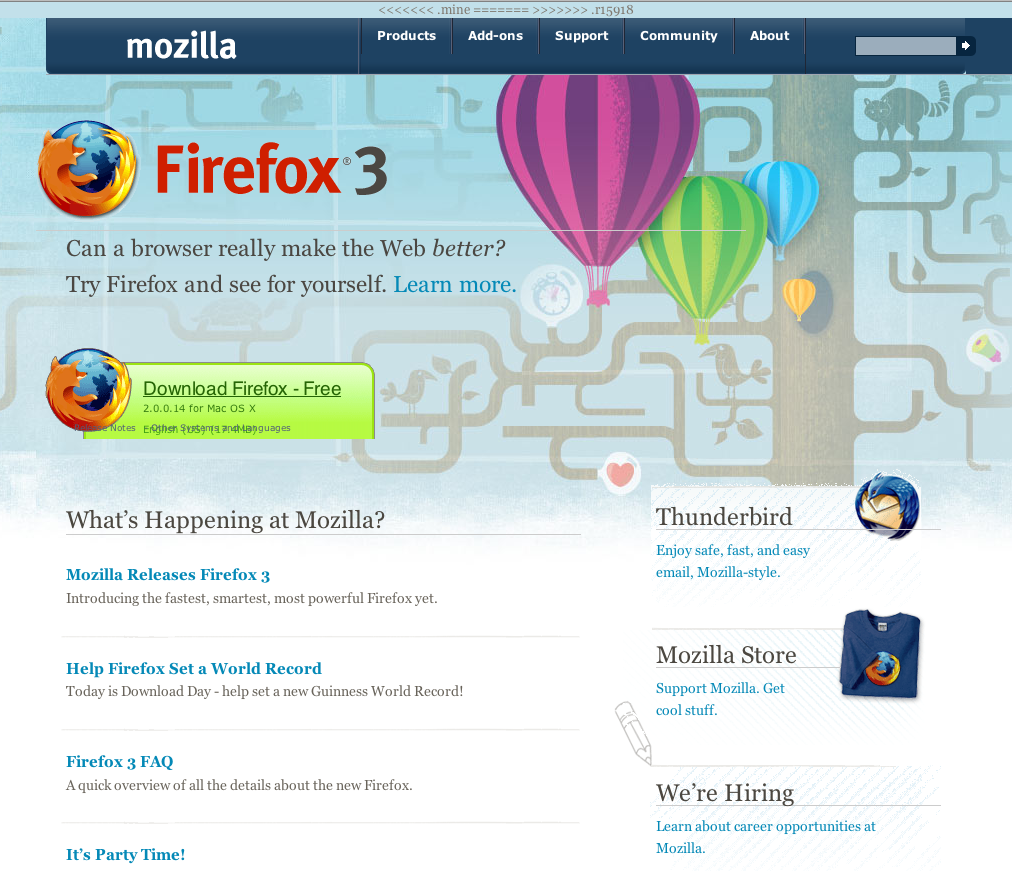 <<<<<<< .mine ======= >>>>>>> .r15918
mozilla
Products Add-ons Support Community About
Firefox® 3
Can a browser really make the Web better?
Try Firefox and see for yourself. Learn more.
Download Firefox - Free
2.0.0.14 for Mac OS X
English (US) (17.4MB)
Release Notes - Other Systems and Languages
What's Happening at Mozilla?
Mozilla Releases Firefox 3
Introducing the fastest, smartest, most powerful Firefox yet.
Help Firefox Set a World Record
Today is Download Day - help set a new Guinness World Record!
Firefox 3 FAQ
A quick overview of all the details about the new Firefox.
It's Party Time!
Thunderbird
Enjoy safe, fast, and easy
email, Mozilla-style.
Mozilla Store
Support Mozilla. Get
cool stuff.
We're Hiring
Learn about career opportunities at
Mozilla.